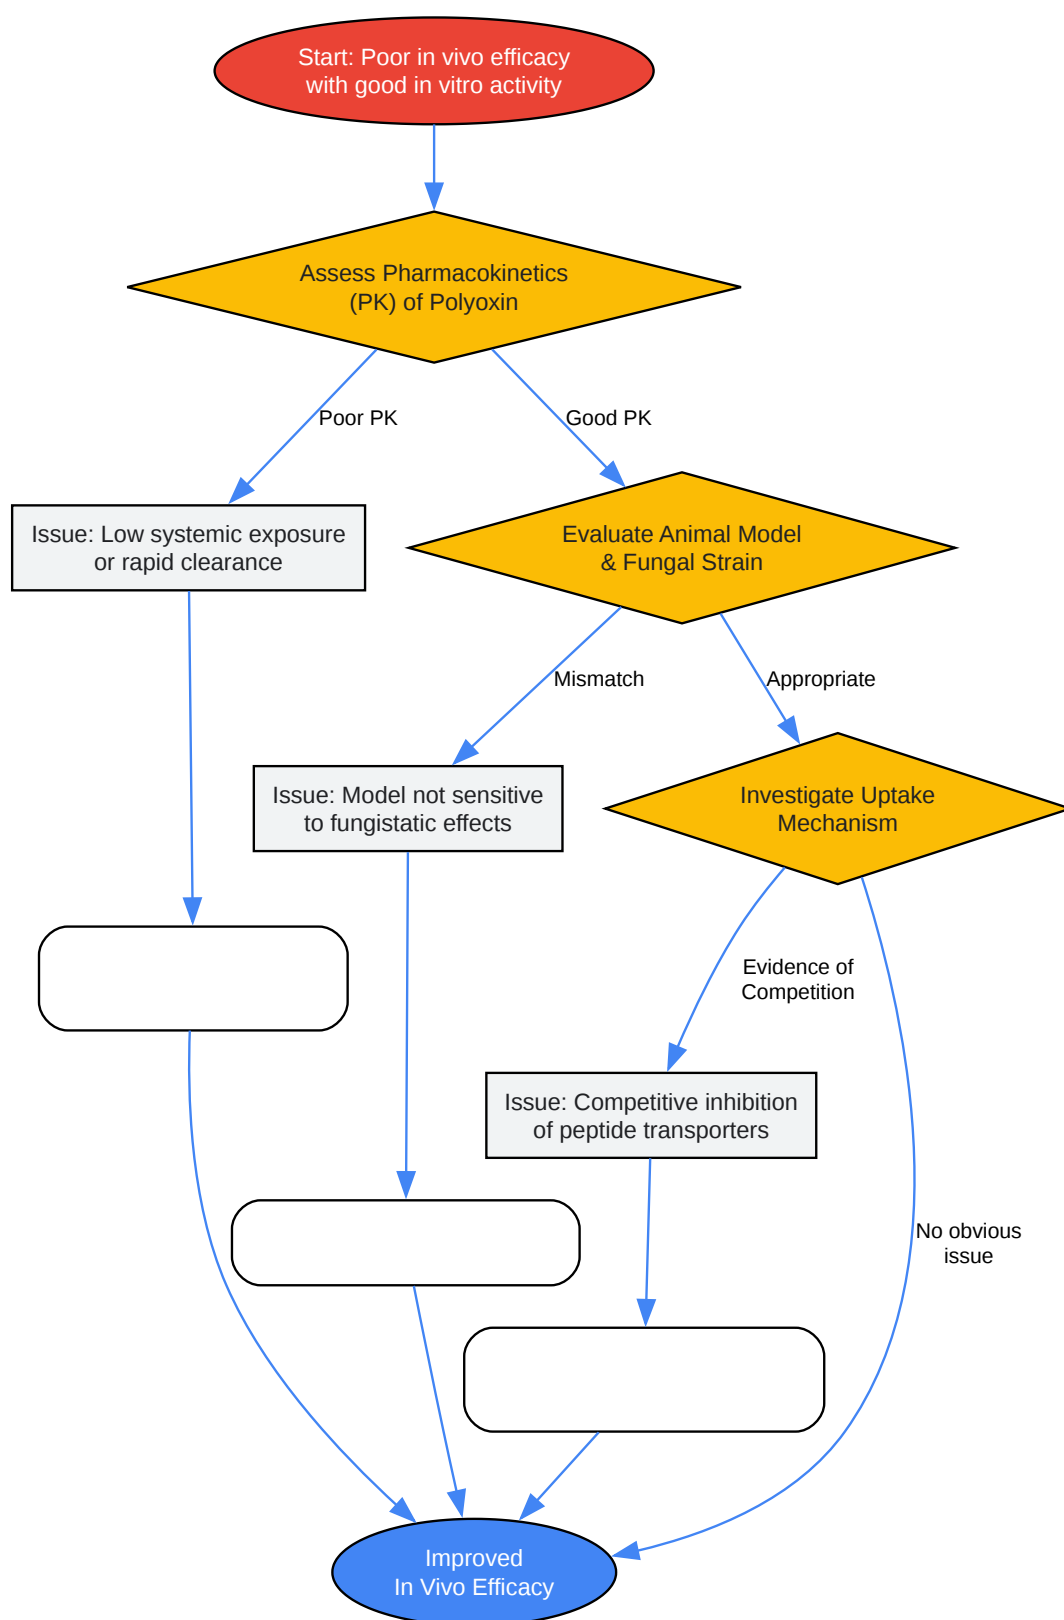 Start: Poor in vivo efficacy
with good in vitro activity
Assess Pharmacokinetics
(PK) of Polyoxin
Poor PK
Good PK
Issue: Low systemic exposure
or rapid clearance
Evaluate Animal Model
& Fungal Strain
Mismatch
Appropriate
Issue: Model not sensitive
to fungistatic effects
Investigate Uptake
Mechanism
Evidence of
Competition
Issue: Competitive inhibition
of peptide transporters
No obvious
issue
Improved
In Vivo Efficacy